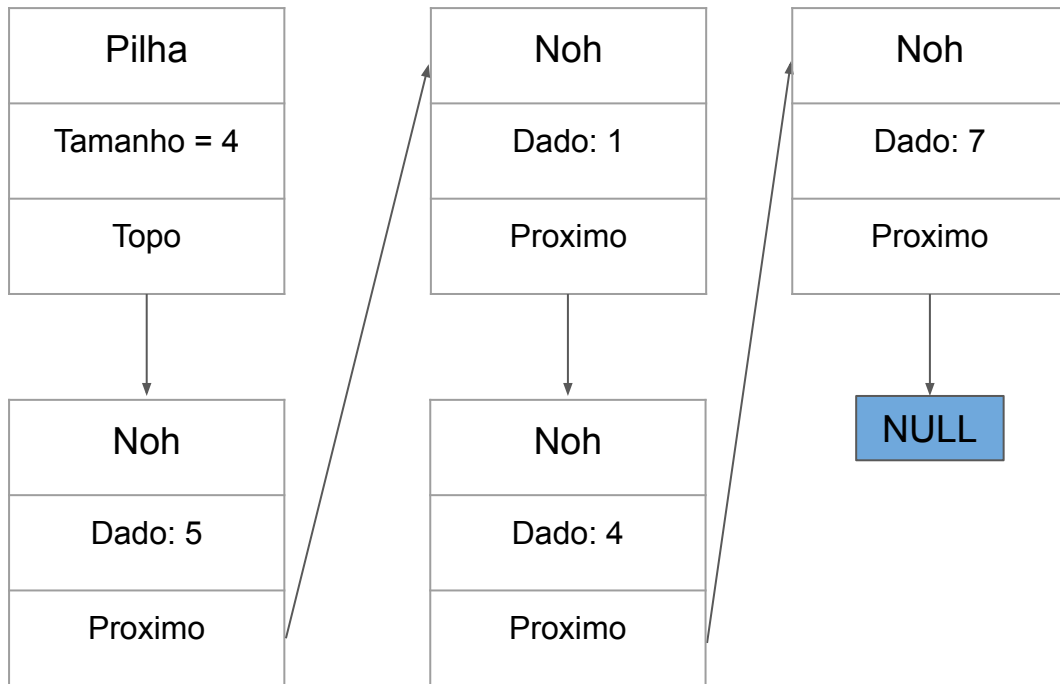 Pilha
Tamanho = 4
Topo
Noh
Dado: 5
Proximo
Noh
Dado: 1
Proximo
Noh
Dado: 4
Proximo
Noh
Dado: 7
Proximo
NULL